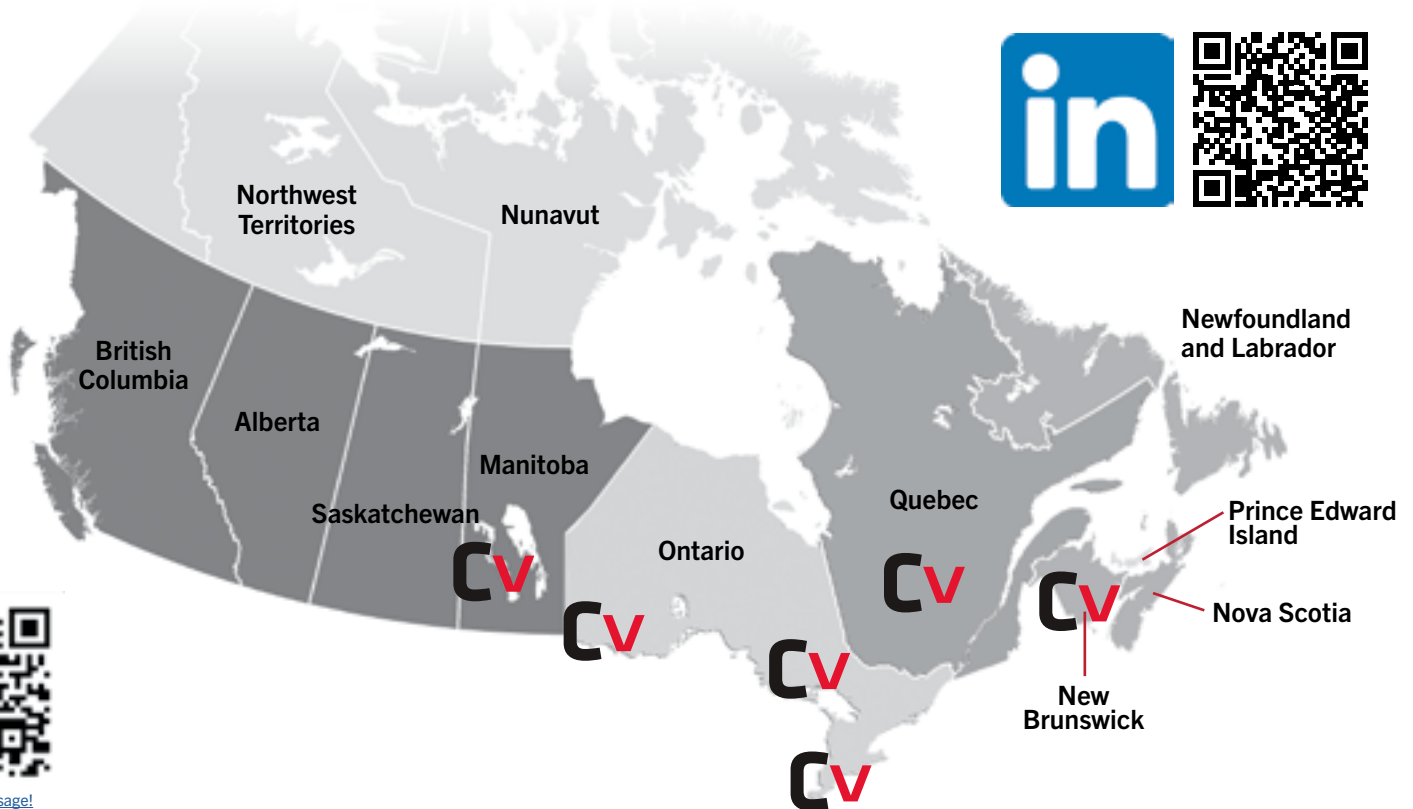 in
Northwest
Territories
Nunavut
Newfoundland
and Labrador
British
Columbia
Alberta
Manitoba
Saskatchewan
Quebec
Ontario
Prince Edward
Island
Nova Scotia
New
Brunswick
CV
CV
CV
CV
CV
CV
sage!